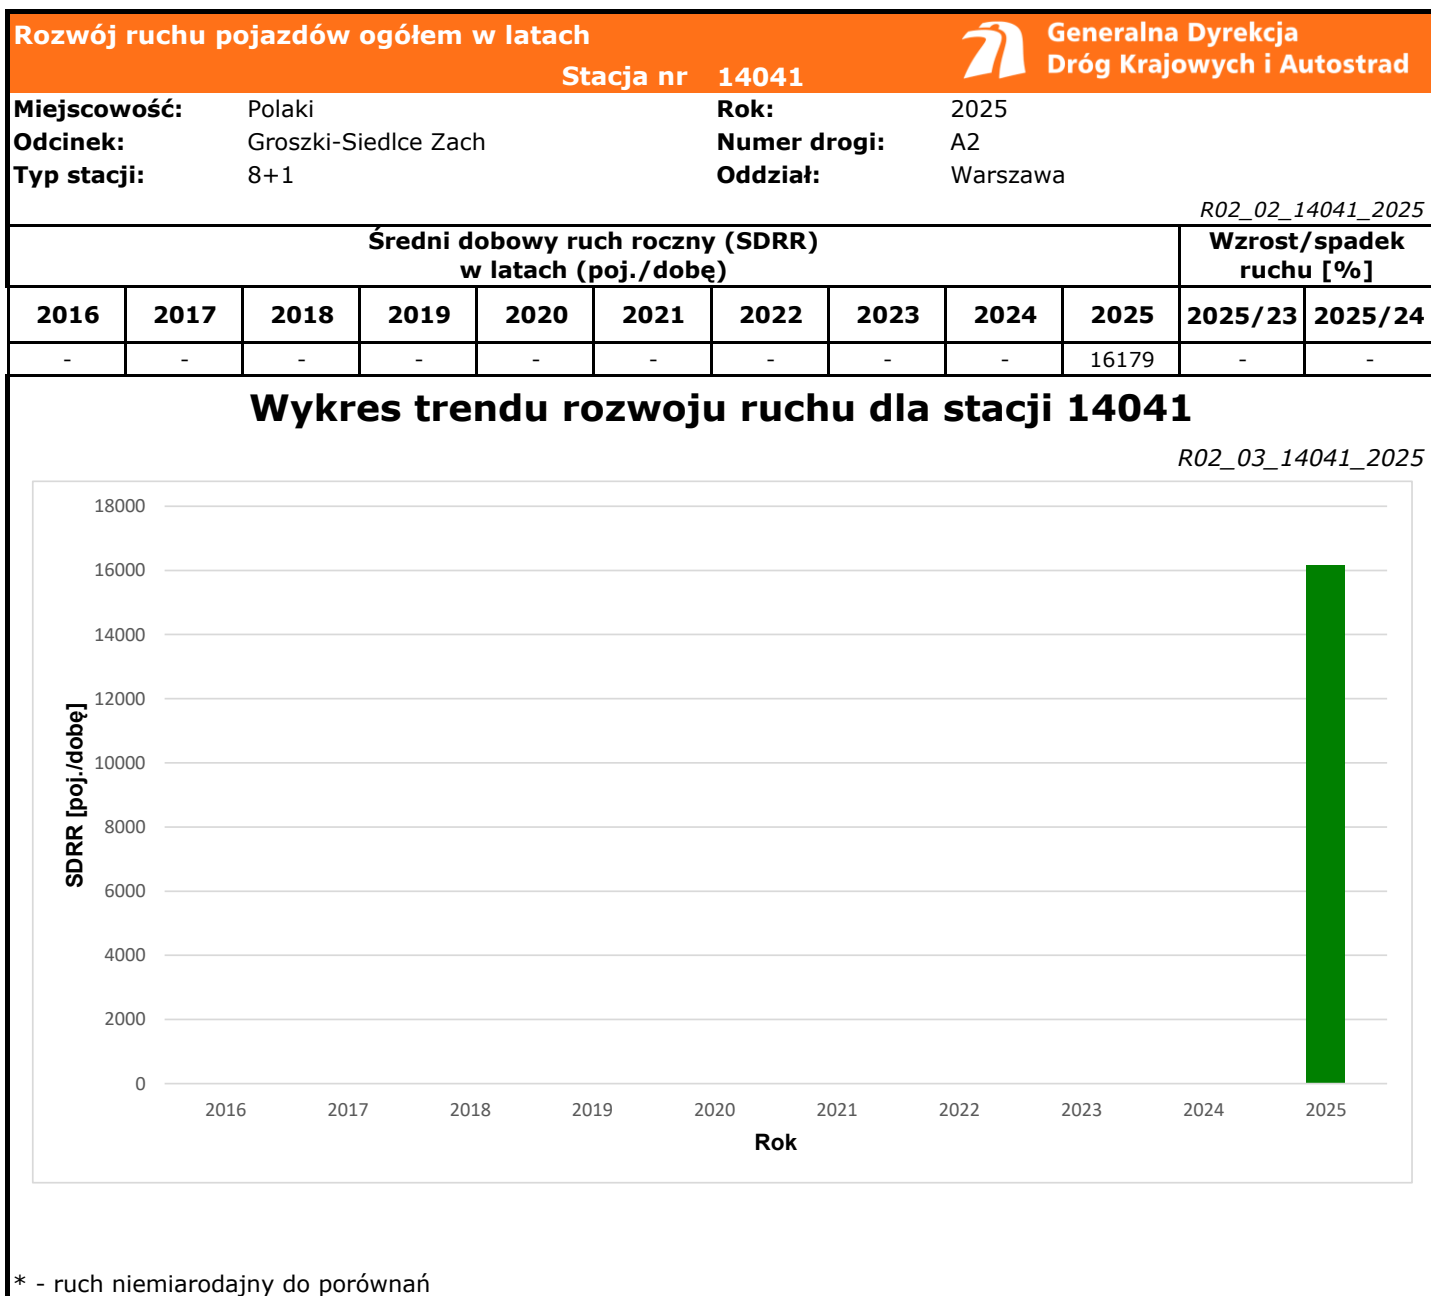 Rozwój ruchu pojazdów ogółem w latach
Generalna Dyrekcja
Dróg Krajowych i Autostrad
Stacja nr 14041
Miejscowość: Polaki Rok: 2025
Odcinek: Groszki-Siedlce Zach Numer drogi: A2
Typ stacji: 8+1 Oddział: Warszawa
R02_02_14041_2025
Średni dobowy ruch roczny (SDRR)
w latach (poj./dobę)
Wzrost/spadek
ruchu [%]
2016 2017 2018 2019 2020 2021 2022 2023 2024 2025 2025/23 2025/24
- - - - - - - - - 16179 - -
Wykres trendu rozwoju ruchu dla stacji 14041
R02_03_14041_2025
18000
16000
14000
12000
10000
8000
6000
4000
2000
0
SDRR [poj./dobę]
2016 2017 2018 2019 2020 2021 2022 2023 2024 2025
Rok
* - ruch niemiarodajny do porównań